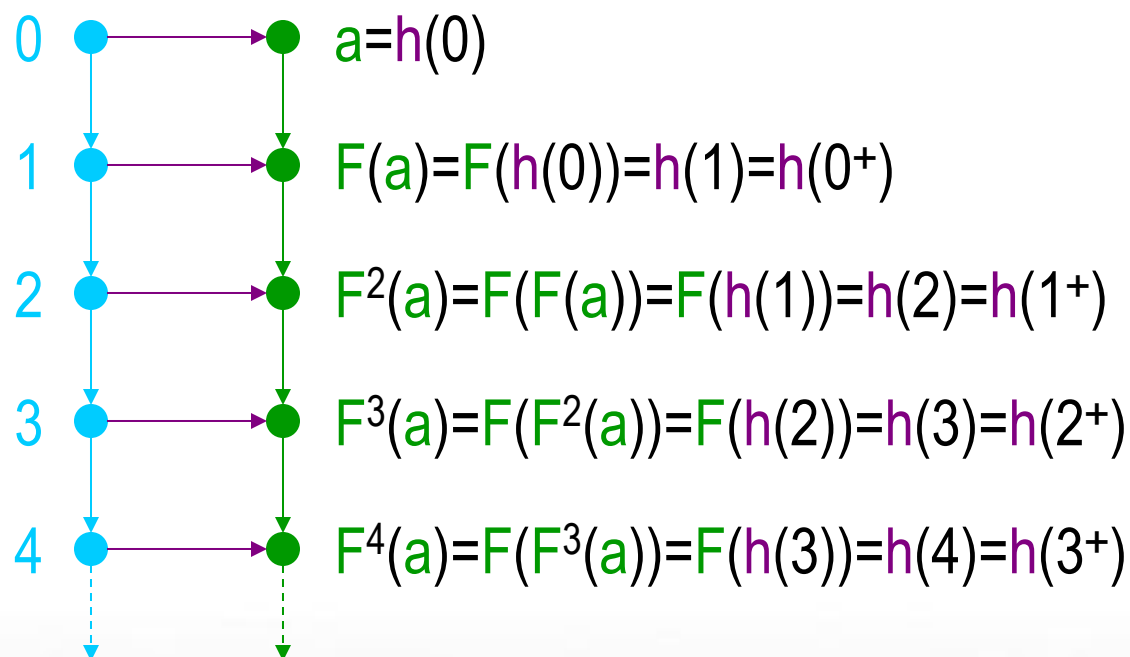 0 a=h(0)
1 F(a)=F(h(0))=h(1)=h(0⁺)
2 F²(a)=F(F(a))=F(h(1))=h(2)=h(1⁺)
3 F³(a)=F(F²(a))=F(h(2))=h(3)=h(2⁺)
4 F⁴(a)=F(F³(a))=F(h(3))=h(4)=h(3⁺)